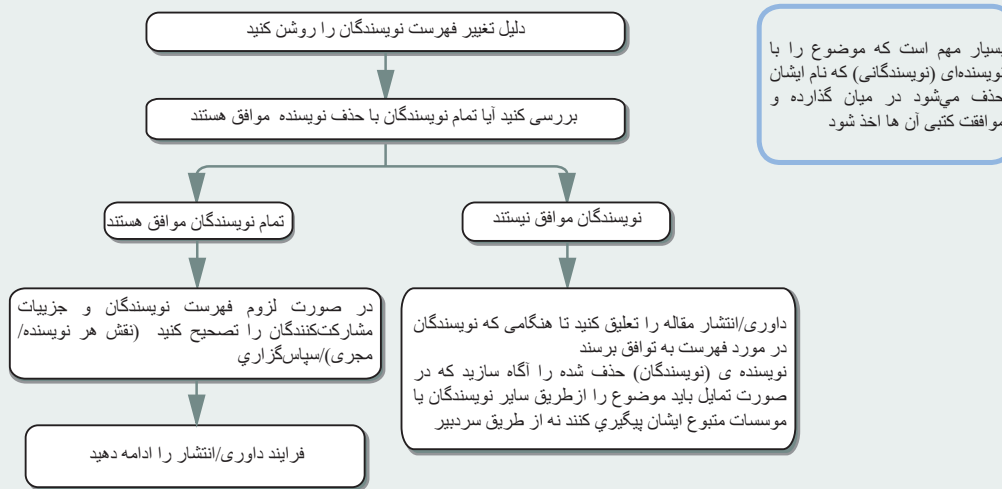 دلیل تغییر فهرست نویسندگان را روشن کنید
بسیار مهم است که موضوع را با
نویسنده‌ای (نویسندگانی) که نام ایشان
حذف مي‌شود در میان گذارده و
موافقت کتبی آن ها اخذ شود
بررسی کنید آیا تمام نویسندگان با حذف نویسنده موافق هستند
نویسندگان موافق نیستند
تمام نویسندگان موافق هستند
داوری/انتشار مقاله را تعلیق کنید تا هنگامی که نویسندگان
در مورد فهرست به توافق برسند
نویسنده ی (نویسندگان) حذف شده را آگاه سازید که در
صورت تمایل باید موضوع را ازطریق سایر نویسندگان یا
موسسات متبوع ایشان پیگیري کنند نه از طریق سردبیر
در صورت لزوم فهرست نویسندگان و جزییات
مشارکت‌کنندگان را تصحیح کنید (نقش هر نویسنده/
مجری)/سپاس‌گزاري
فرایند داوری/انتشار را ادامه دهید